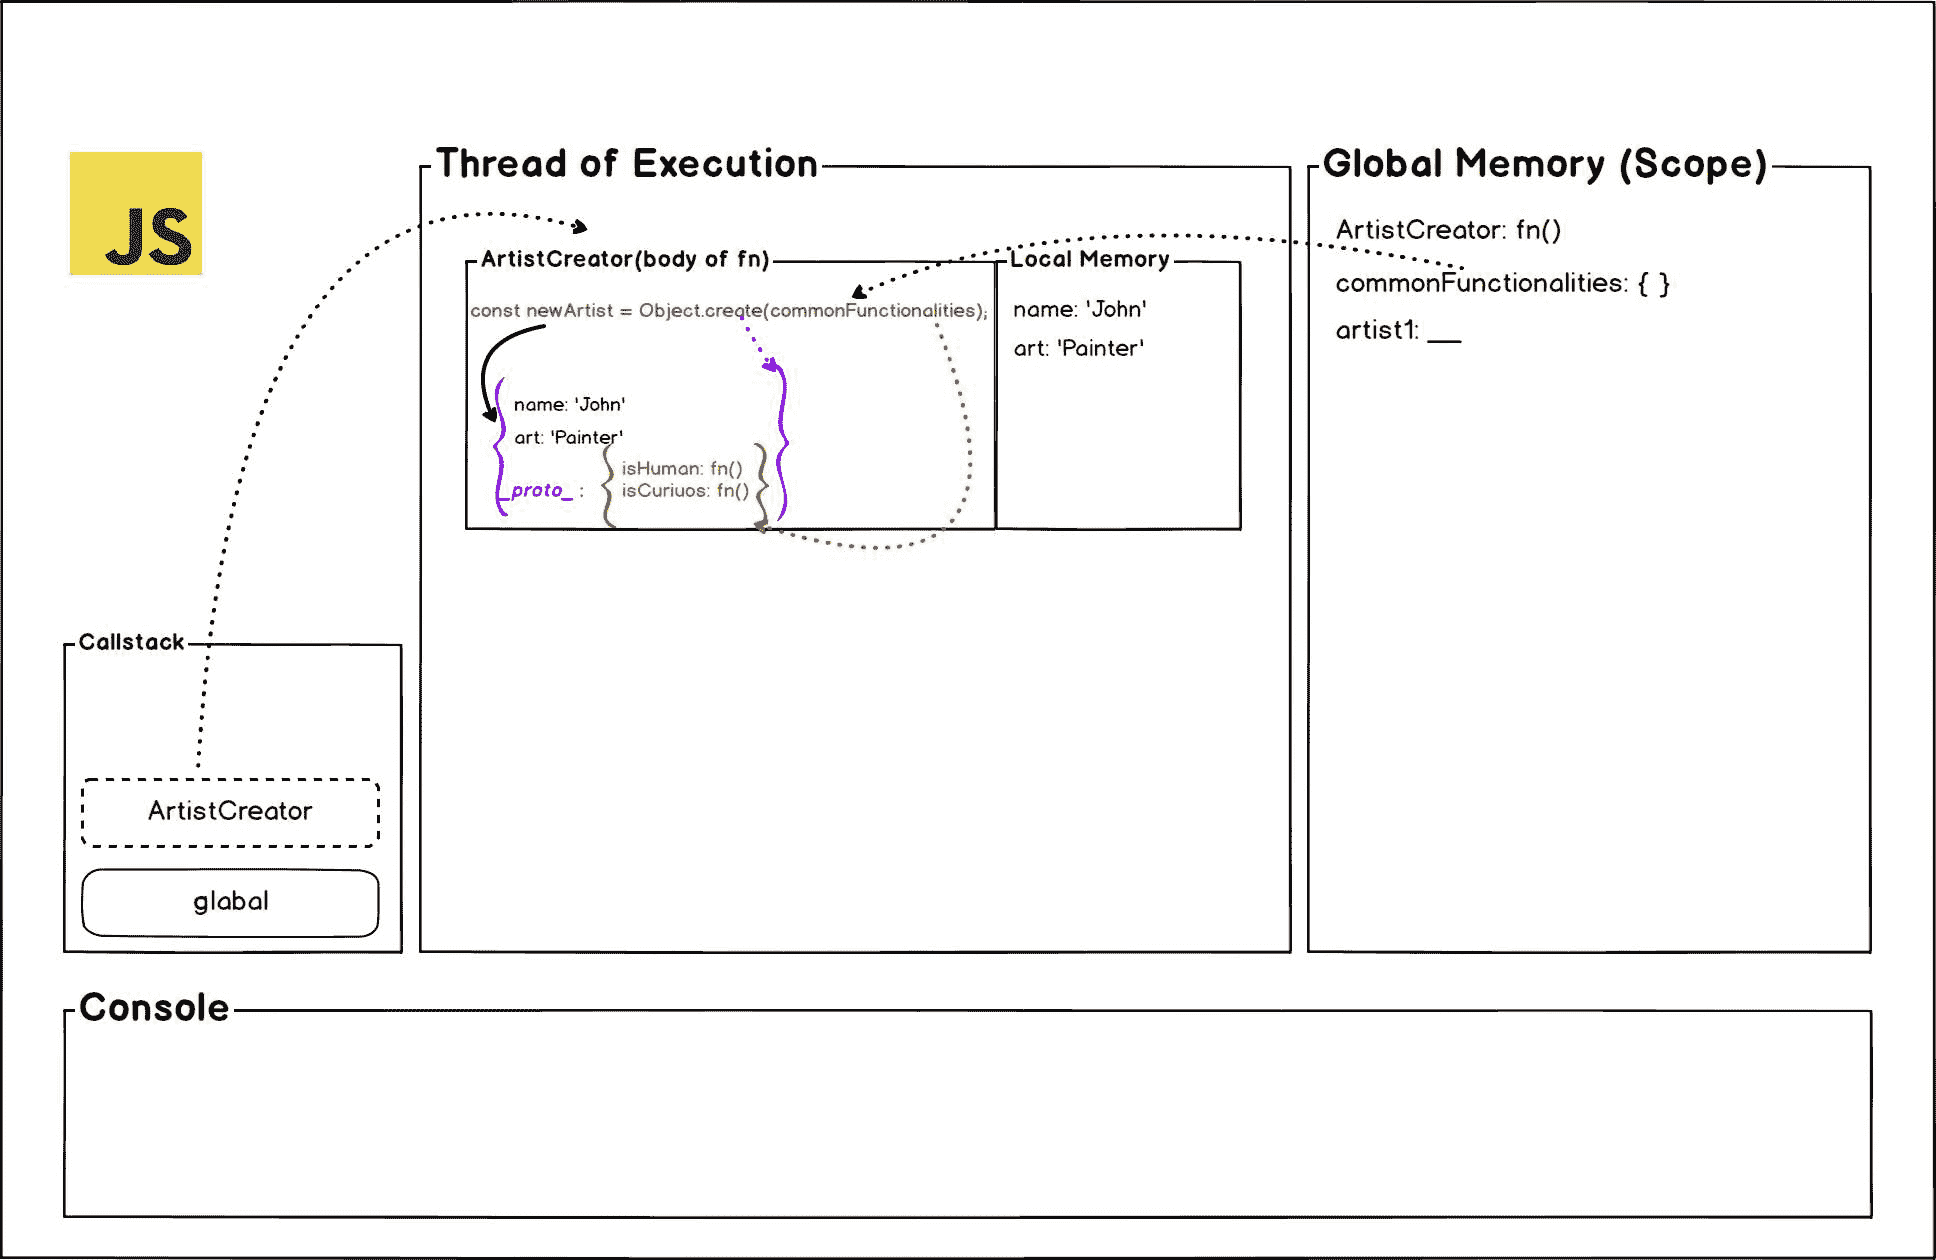 JS
Thread of Execution
ArtistCreator(body of fn)
const newArtist = Object.create(commonFunctionalities);
name: 'John'
art: 'Painter'
_proto_ :
isHuman: fn()
isCuriuos: fn()
Local Memory
name: 'John'
art: 'Painter'
Global Memory (Scope)
ArtistCreator: fn()
commonFunctionalities: { }
artist1: __
Callstack
ArtistCreator
glabal
Console